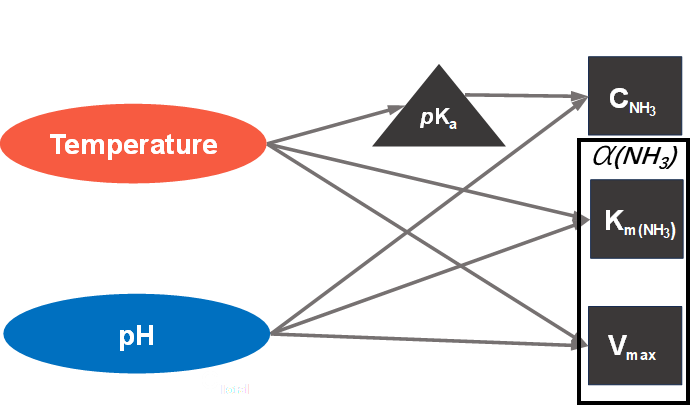 Temperature
pKa
CNH3
α(NH3)
Km(NH3)
Vmax
pH